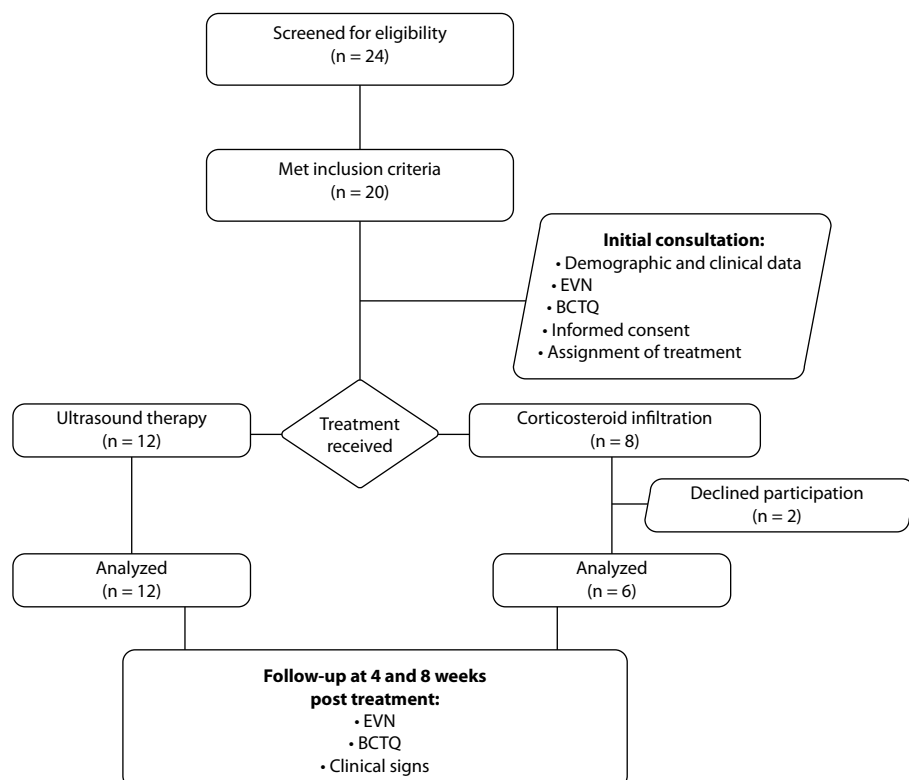 Screened for eligibility
(n = 24)
Met inclusion criteria
(n = 20)
Initial consultation:
• Demographic and clinical data
• EVN
• BCTQ
• Informed consent
• Assignment of treatment
Ultrasound therapy
(n = 12)
Treatment
received
Corticosteroid infiltration
(n = 8)
Declined participation
(n = 2)
Analyzed
(n = 12)
Analyzed
(n = 6)
Follow-up at 4 and 8 weeks
post treatment:
• EVN
• BCTQ
• Clinical signs